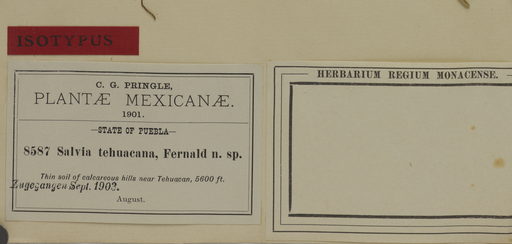 ISOTYPUS
C. G. PRINGLE,
PLANTÆ MEXICANÆ.
1901.
—STATE OF PUEBLA—
8587 Salvia tehuacana, Fernald n. sp.
Thin soil of calcareous hills near Tehuacan, 5600 ft.
Zugegangen Sept. 1902.
August.
HERBARIUM REGIUM MONACENSE.